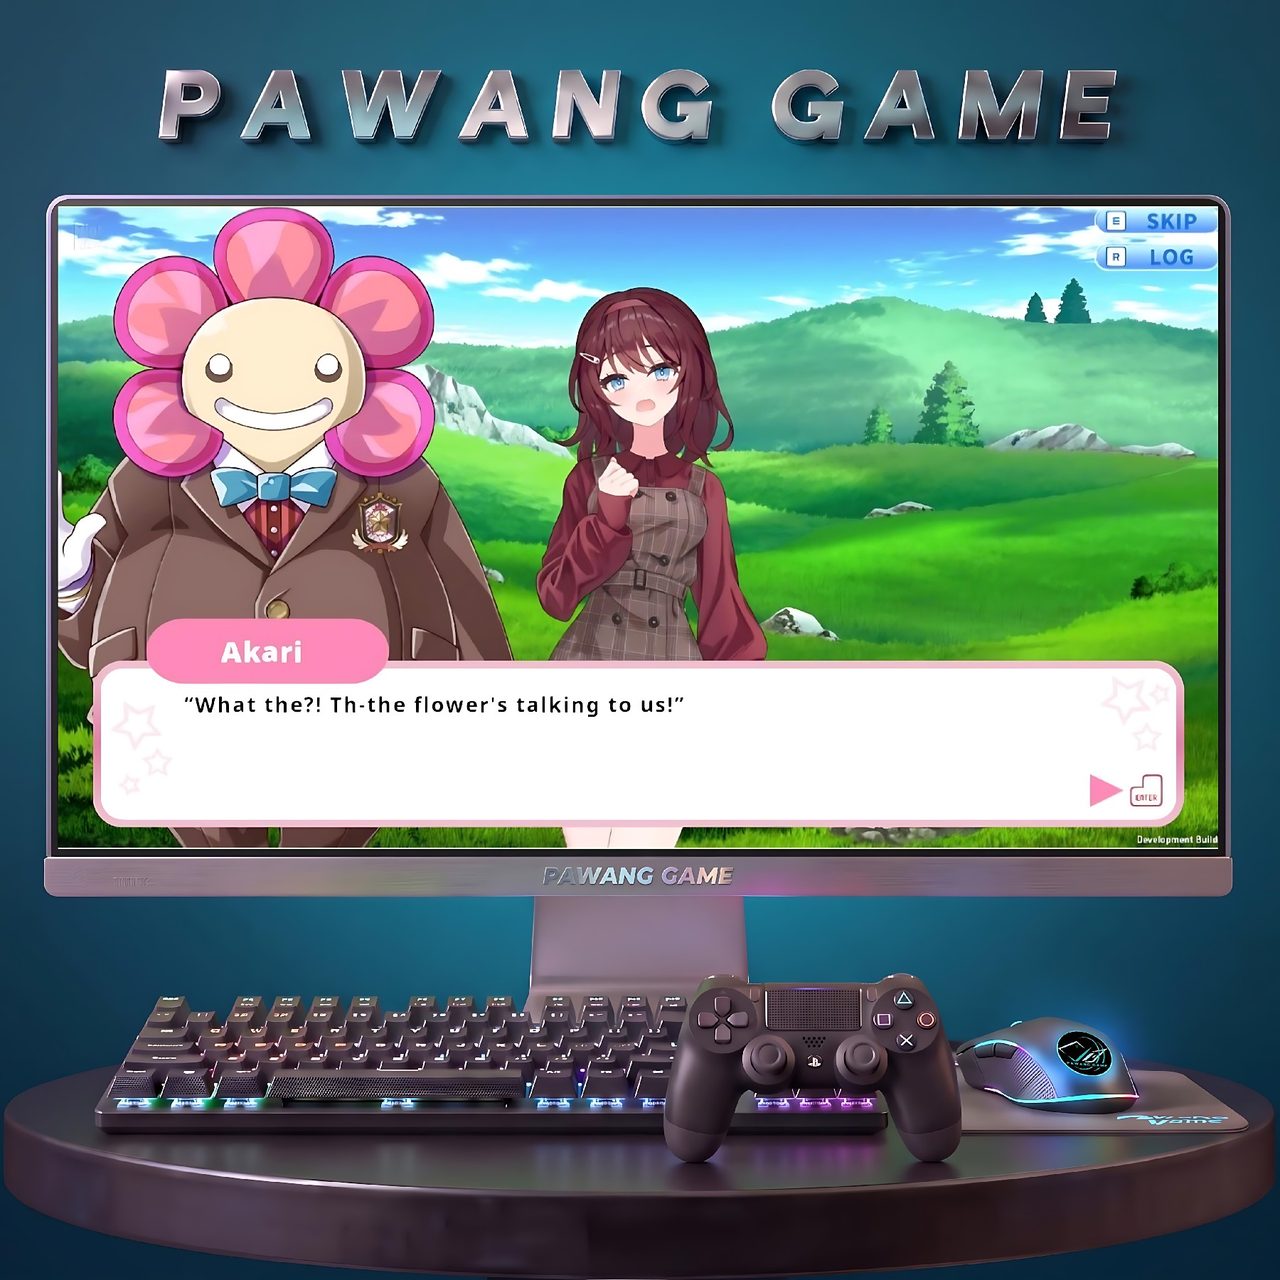 PAWANG GAME
E SKIP
R LOG
Akari
“What the?! Th-the flower's talking to us!”
ENTER
Development Build
PAWANG GAME